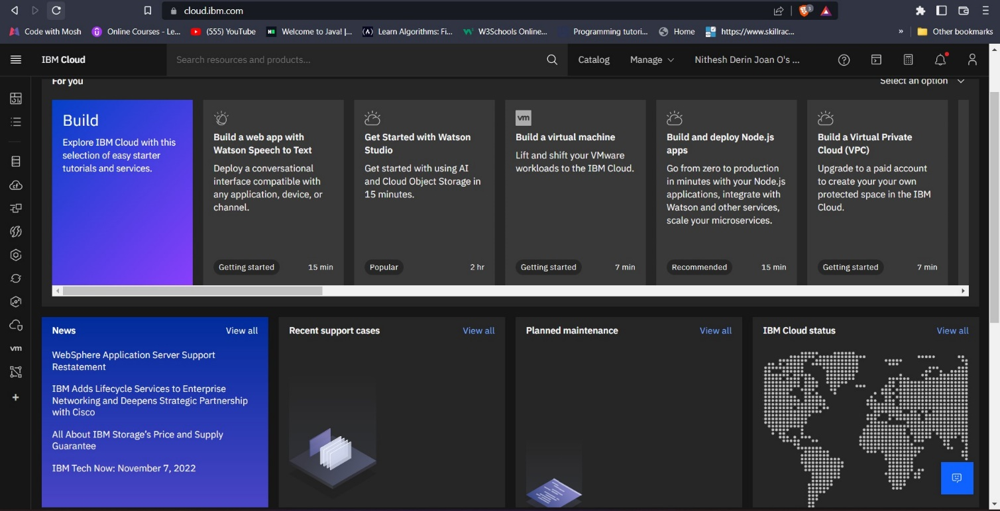 cloud.ibm.com
3
Code with Mosh
Online Courses - Le...
(555) YouTube
Welcome to Java! |...
Learn Algorithms: Fi...
W3Schools Online...
Programming tutori...
Home
https://www.skillrac...
»
Other bookmarks
IBM Cloud
Search resources and products...
Catalog
Manage
Nithesh Derin Joan O's ...
For you
Select an option
Build
Explore IBM Cloud with this
selection of easy starter
tutorials and services.
Build a web app with
Watson Speech to Text
Deploy a conversational
interface compatible with
any application, device, or
channel.
Getting started
15 min
Get Started with Watson
Studio
Get started with using AI
and Cloud Object Storage in
15 minutes.
Popular
2 hr
vm
Build a virtual machine
Lift and shift your VMware
workloads to the IBM Cloud.
Getting started
7 min
Build and deploy Node.js
apps
Go from zero to production
in minutes with your Node.js
applications, integrate with
Watson and other services,
scale your microservices.
Recommended
15 min
Build a Virtual Private
Cloud (VPC)
Upgrade to a paid account
to create your your own
protected space in the IBM
Cloud.
Getting started
7 min
vm
News
View all
WebSphere Application Server Support
Restatement
IBM Adds Lifecycle Services to Enterprise
Networking and Deepens Strategic Partnership
with Cisco
All About IBM Storage's Price and Supply
Guarantee
IBM Tech Now: November 7, 2022
Recent support cases
View all
Planned maintenance
View all
IBM Cloud status
View all